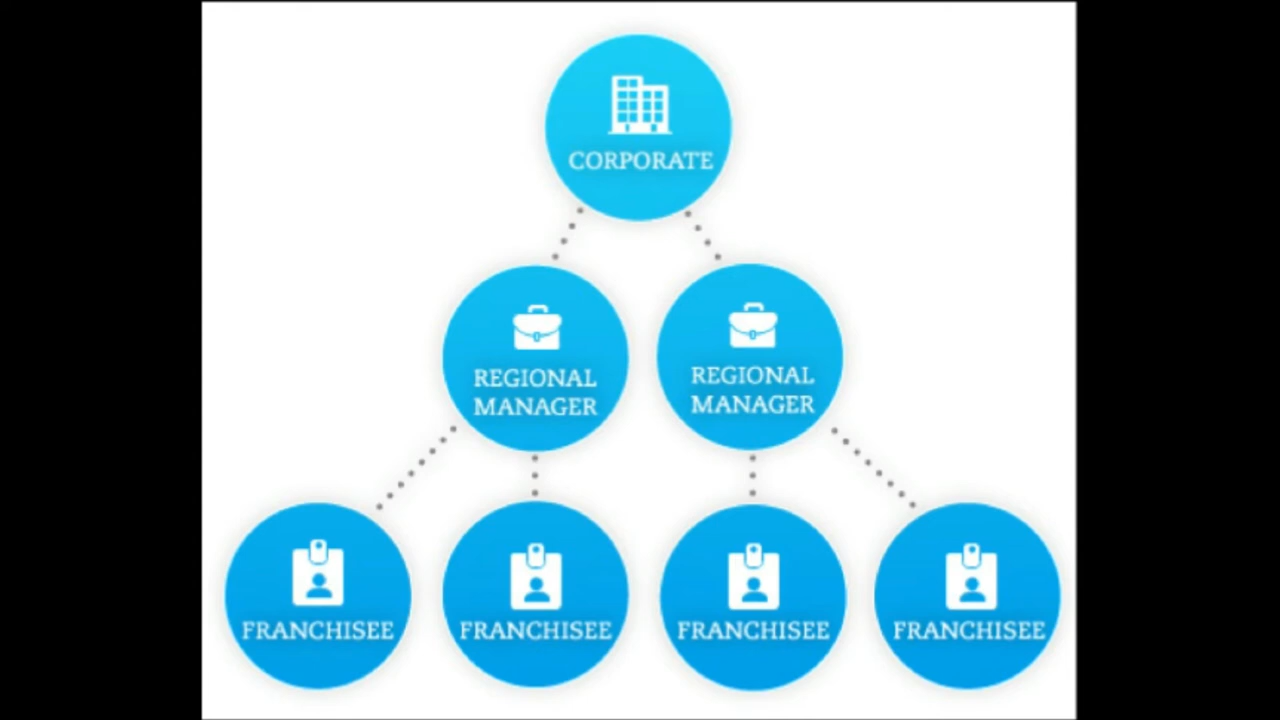 CORPORATE
REGIONAL
MANAGER
REGIONAL
MANAGER
FRANCHISEE
FRANCHISEE
FRANCHISEE
FRANCHISEE